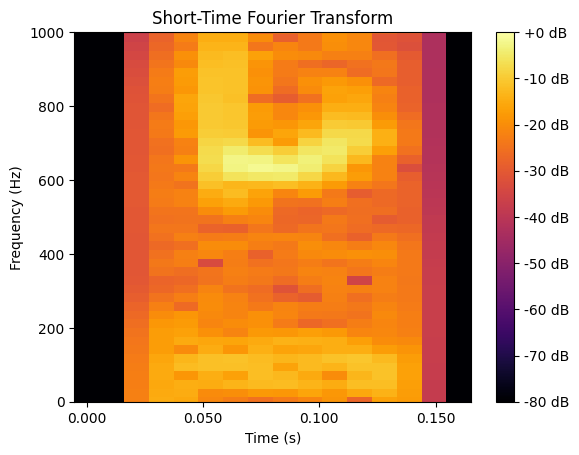 Short-Time Fourier Transform
1000
800
600
400
200
0
Frequency (Hz)
0.000
0.050
0.100
0.150
Time (s)
+0 dB
-10 dB
-20 dB
-30 dB
-40 dB
-50 dB
-60 dB
-70 dB
-80 dB